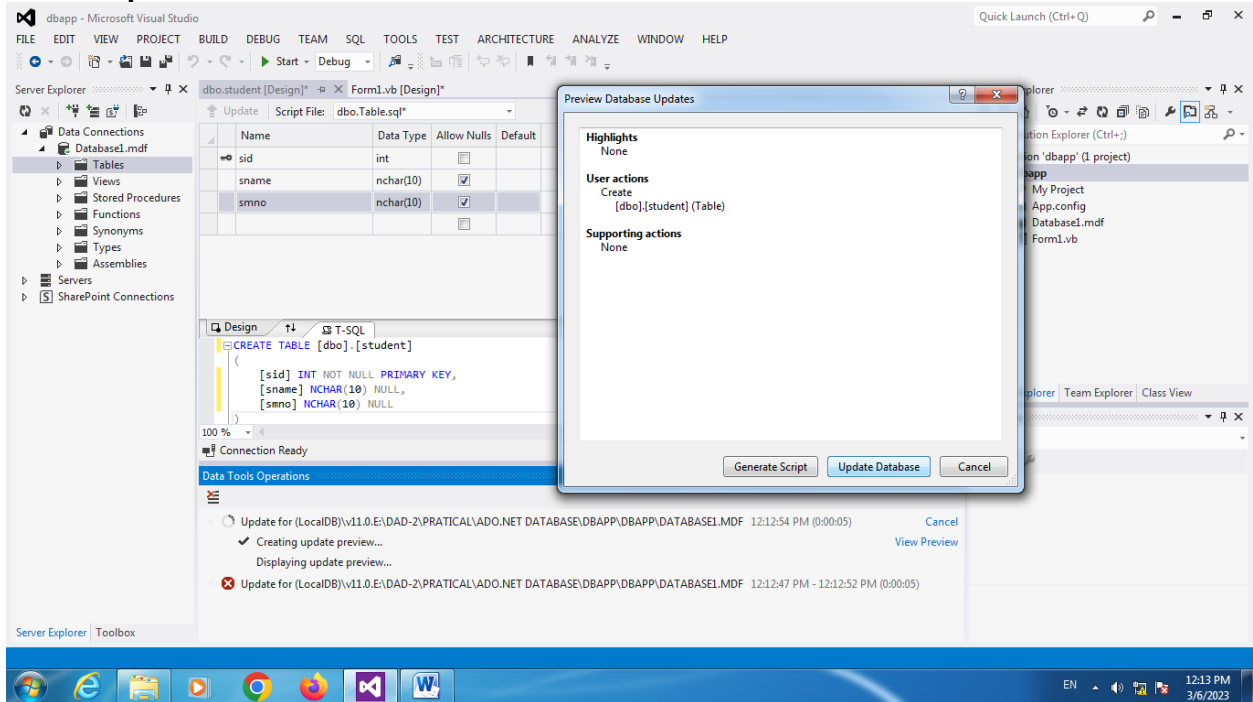 dbapp - Microsoft Visual Studio
Quick Launch (Ctrl+Q)
FILE EDIT VIEW PROJECT BUILD DEBUG TEAM SQL TOOLS TEST ARCHITECTURE ANALYZE WINDOW HELP
Start - Debug
Server Explorer
Data Connections
Database1.mdf
Tables
Views
Stored Procedures
Functions
Synonyms
Types
Assemblies
Servers
SharePoint Connections
Server Explorer Toolbox
dbo.student [Design]* Form1.vb [Design]*
Update Script File: dbo.Table.sql*
Name Data Type Allow Nulls Default
sid int
sname nchar(10)
smno nchar(10)
Design T-SQL
CREATE TABLE [dbo].[student]
(
[sid] INT NOT NULL PRIMARY KEY,
[sname] NCHAR(10) NULL,
[smno] NCHAR(10) NULL
)
100 %
Connection Ready
Data Tools Operations
Update for (LocalDB)\v11.0.E:\DAD-2\PRATICAL\ADO.NET DATABASE\DBAPP\DBAPP\DATABASE1.MDF 12:12:54 PM (0:00:05) Cancel
Creating update preview... View Preview
Displaying update preview...
Update for (LocalDB)\v11.0.E:\DAD-2\PRATICAL\ADO.NET DATABASE\DBAPP\DBAPP\DATABASE1.MDF 12:12:47 PM - 12:12:52 PM (0:00:05)
Preview Database Updates
Highlights
None
User actions
Create
[dbo].[student] (Table)
Supporting actions
None
Generate Script Update Database Cancel
plorer
ution Explorer (Ctrl+;)
ion 'dbapp' (1 project)
bapp
My Project
App.config
Database1.mdf
Form1.vb
xplorer Team Explorer Class View
EN
12:13 PM
3/6/2023